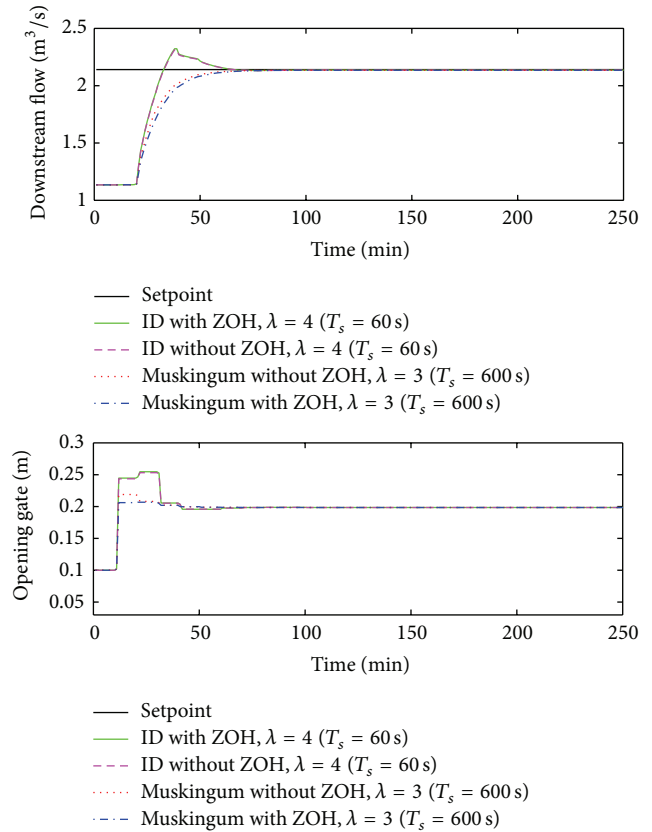 2.5
2
1.5
1
Downstream flow (m³/s)
0 50 100 150 200 250
Time (min)
Setpoint
ID with ZOH, λ = 4 (Tₛ = 60 s)
ID without ZOH, λ = 4 (Tₛ = 60 s)
Muskingum without ZOH, λ = 3 (Tₛ = 600 s)
Muskingum with ZOH, λ = 3 (Tₛ = 600 s)
0.3
0.25
0.2
0.15
0.1
0.05
Opening gate (m)
0 50 100 150 200 250
Time (min)
Setpoint
ID with ZOH, λ = 4 (Tₛ = 60 s)
ID without ZOH, λ = 4 (Tₛ = 60 s)
Muskingum without ZOH, λ = 3 (Tₛ = 600 s)
Muskingum with ZOH, λ = 3 (Tₛ = 600 s)